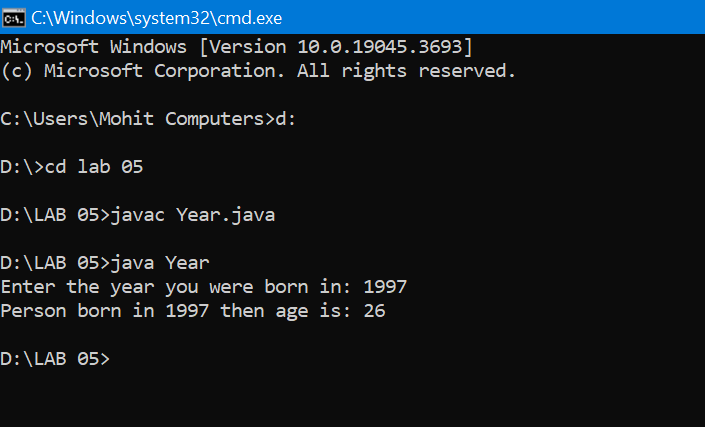 C:\Windows\system32\cmd.exe
Microsoft Windows [Version 10.0.19045.3693]
(c) Microsoft Corporation. All rights reserved.
C:\Users\Mohit Computers>d:
D:\>cd lab 05
D:\LAB 05>javac Year.java
D:\LAB 05>java Year
Enter the year you were born in: 1997
Person born in 1997 then age is: 26
D:\LAB 05>